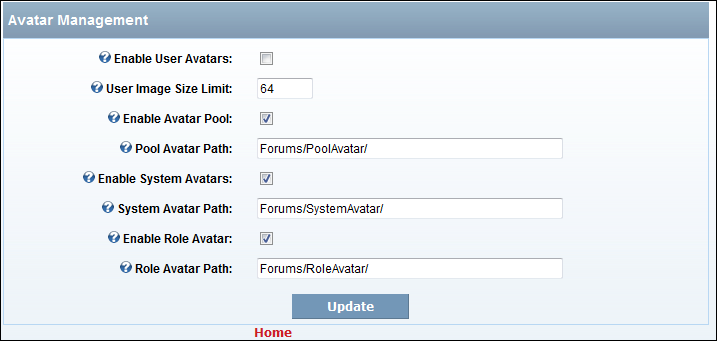 Avatar Management
Enable User Avatars:
User Image Size Limit: 64
Enable Avatar Pool:
Pool Avatar Path: Forums/PoolAvatar/
Enable System Avatars:
System Avatar Path: Forums/SystemAvatar/
Enable Role Avatar:
Role Avatar Path: Forums/RoleAvatar/
Update
Home